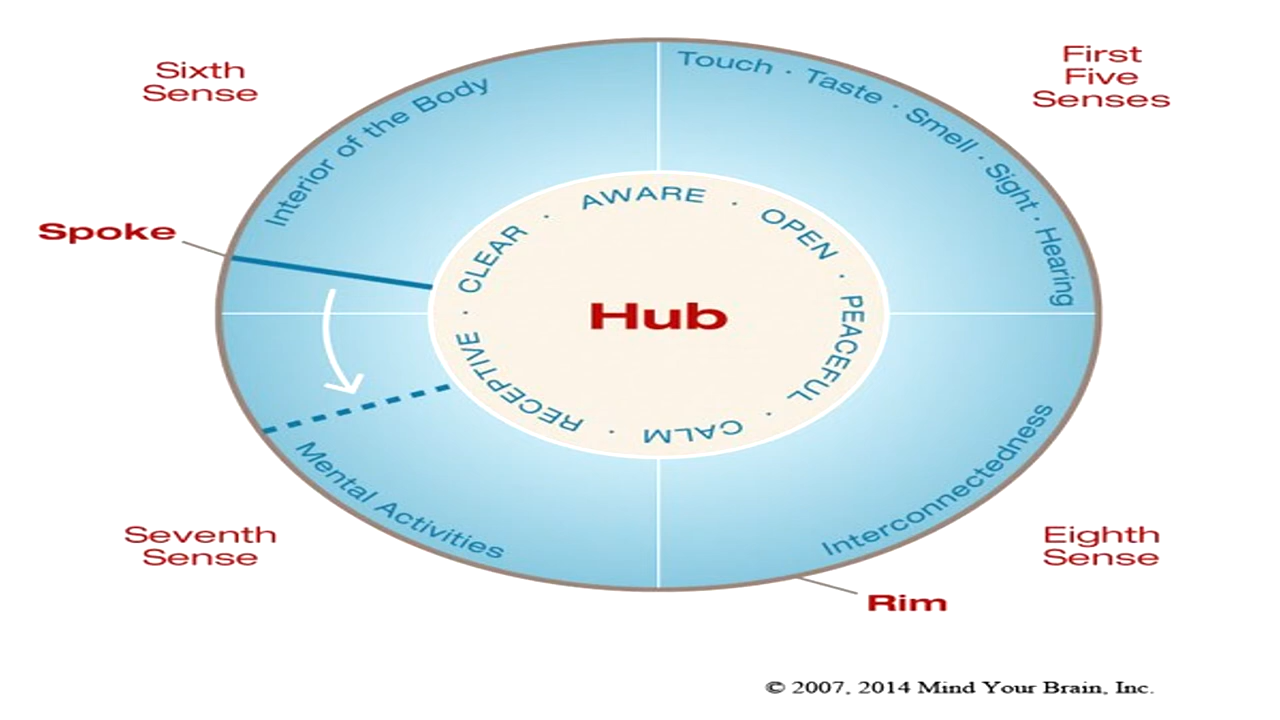 Sixth
Sense
First
Five
Senses
Interior of the Body
Touch · Taste · Smell · Sight · Hearing
Spoke
CLEAR · AWARE · OPEN · PEACEFUL · CALM · RECEPTIVE ·
Hub
Mental Activities
Interconnectedness
Seventh
Sense
Eighth
Sense
Rim
© 2007, 2014 Mind Your Brain, Inc.